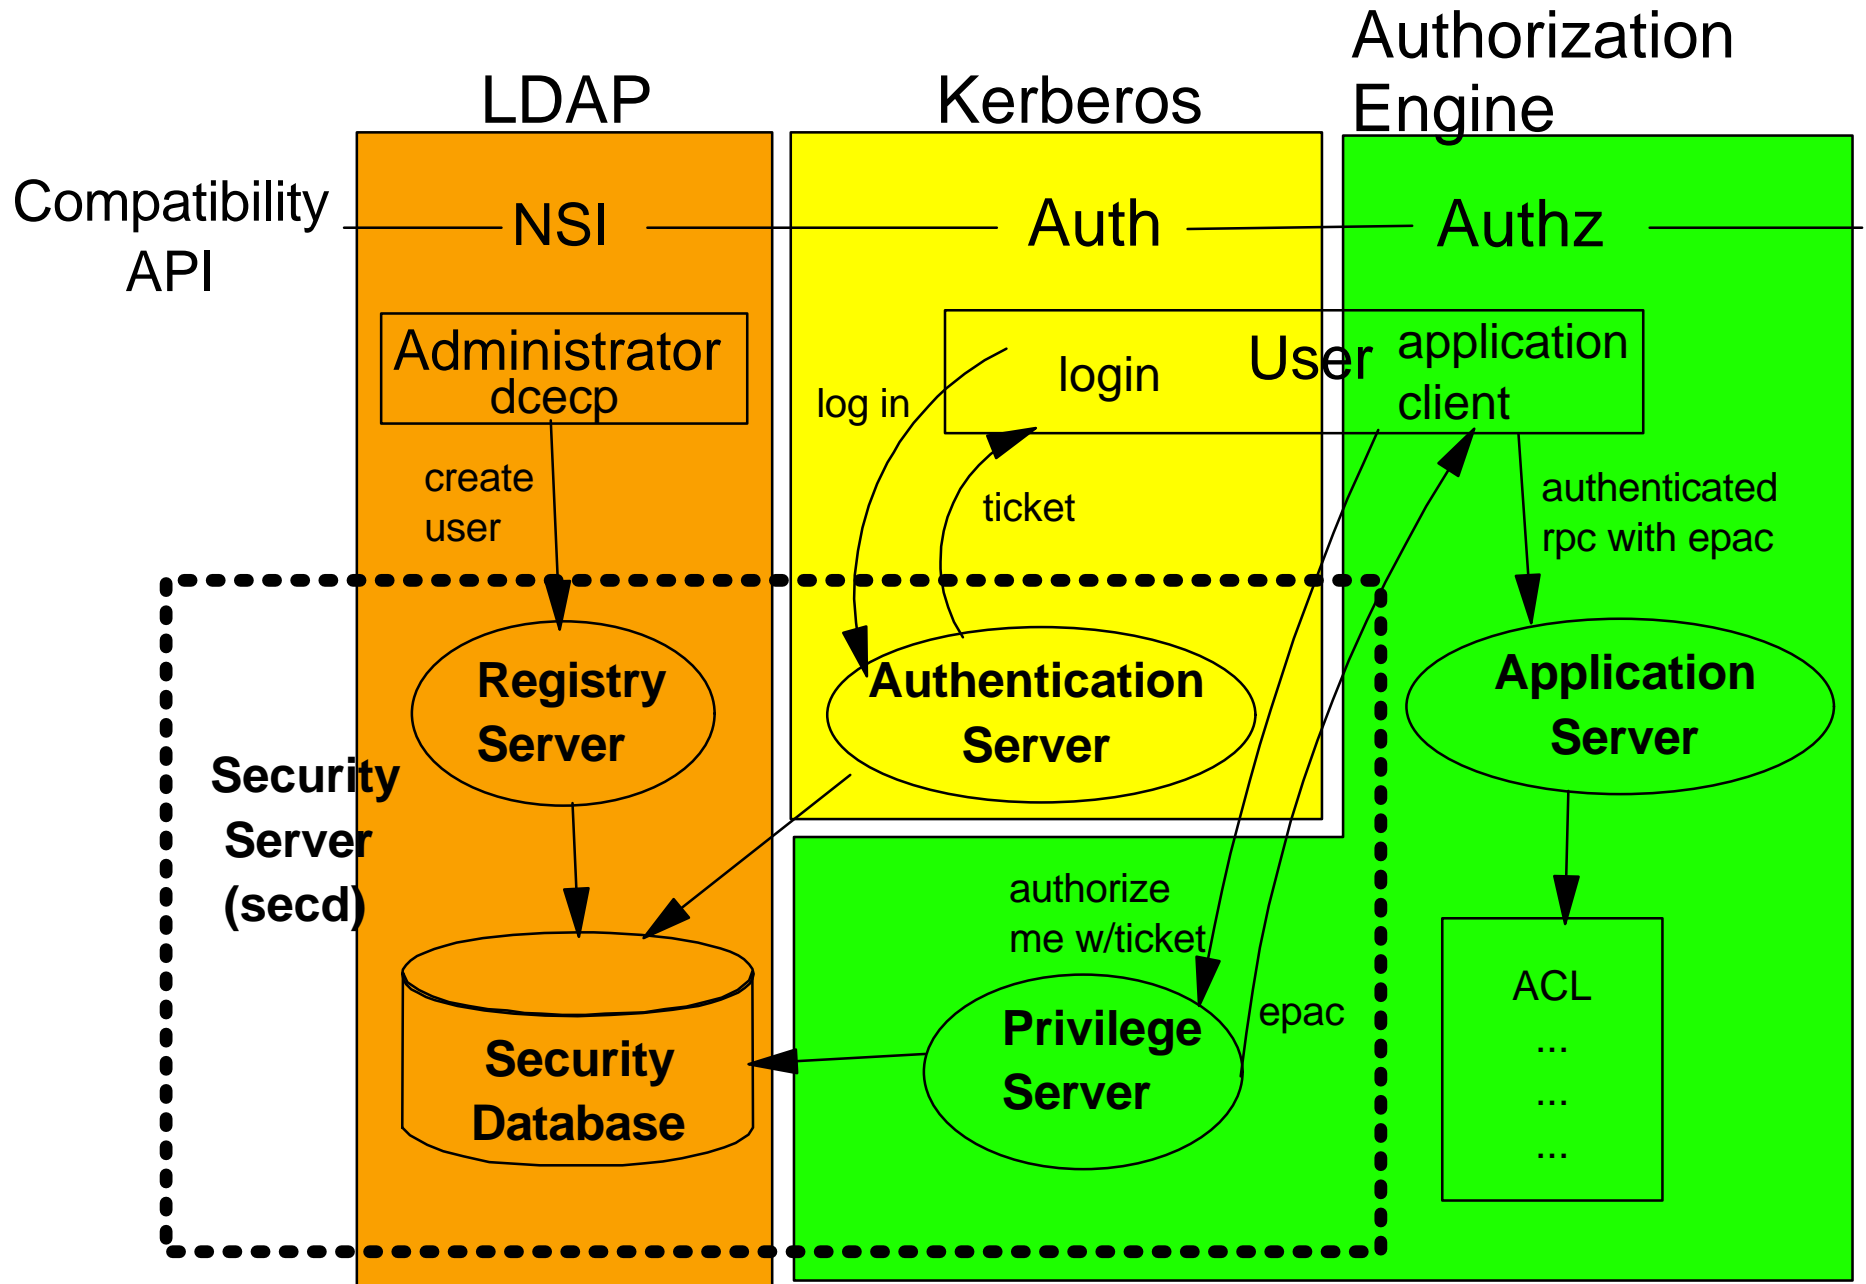 Authorization
Engine
LDAP
Kerberos
Compatibility
API
NSI
Auth
Authz
Administrator
dcecp
login
User
application
client
log in
create
user
ticket
authenticated
rpc with epac
Registry
Server
Authentication
Server
Application
Server
Security
Server
(secd)
authorize
me w/ticket
epac
Security
Database
Privilege
Server
ACL
...
...
...